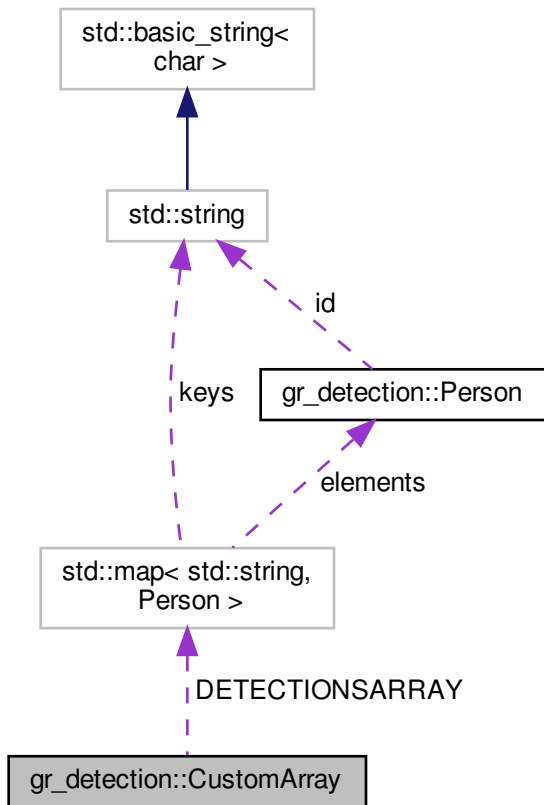 std::basic_string<
char >
std::string
id
keys
gr_detection::Person
elements
std::map< std::string,
Person >
DETECTIONSARRAY
gr_detection::CustomArray